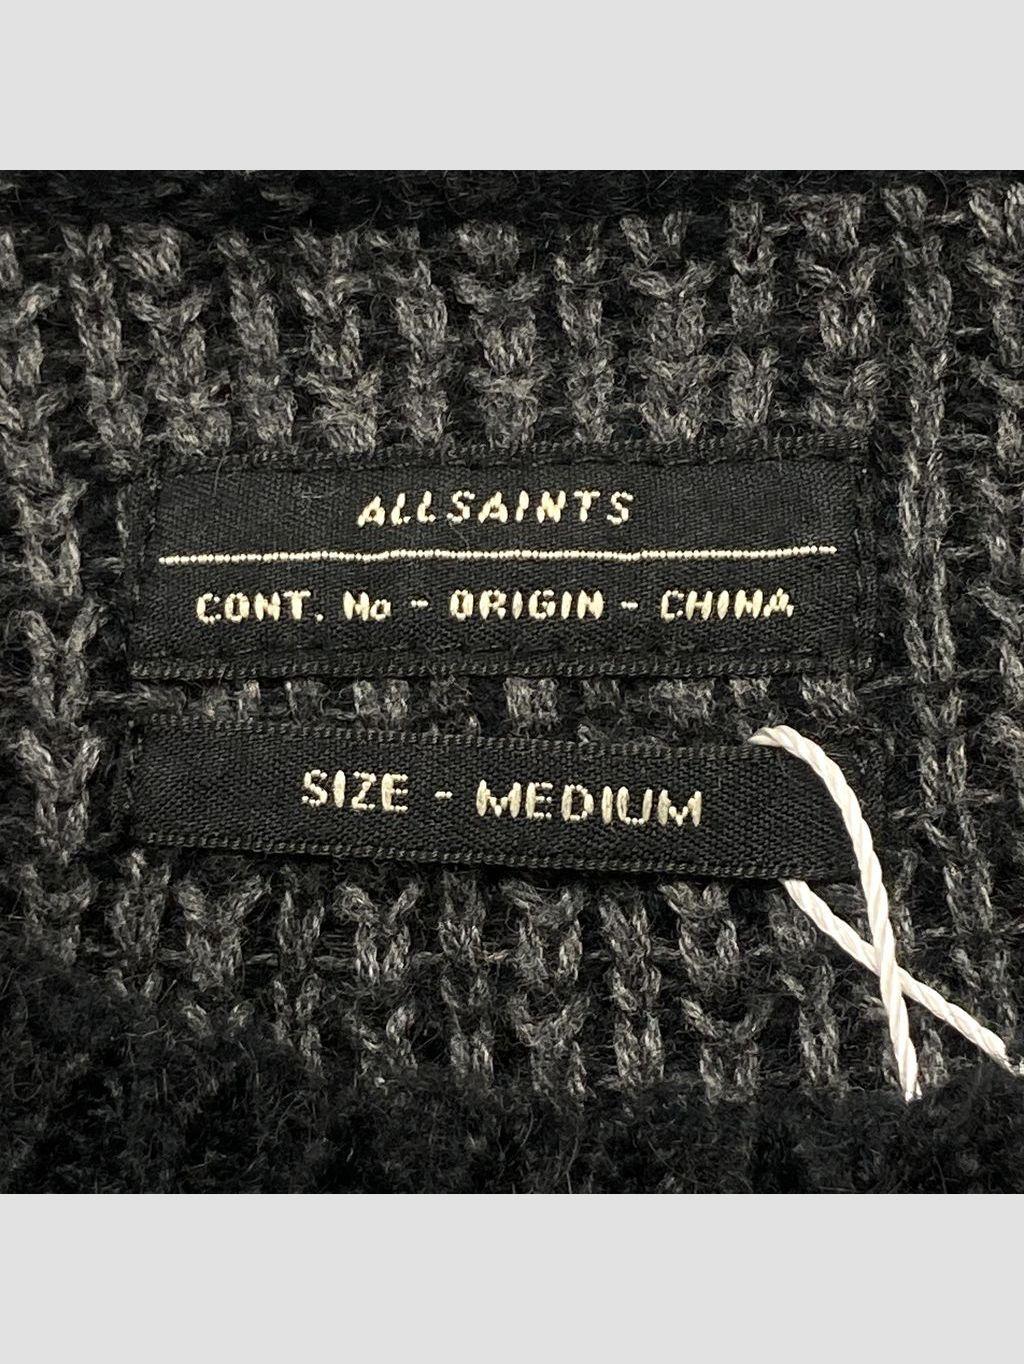 ALLSAINTS
CONT. No - ORIGIN - CHINA
SIZE - MEDIUM